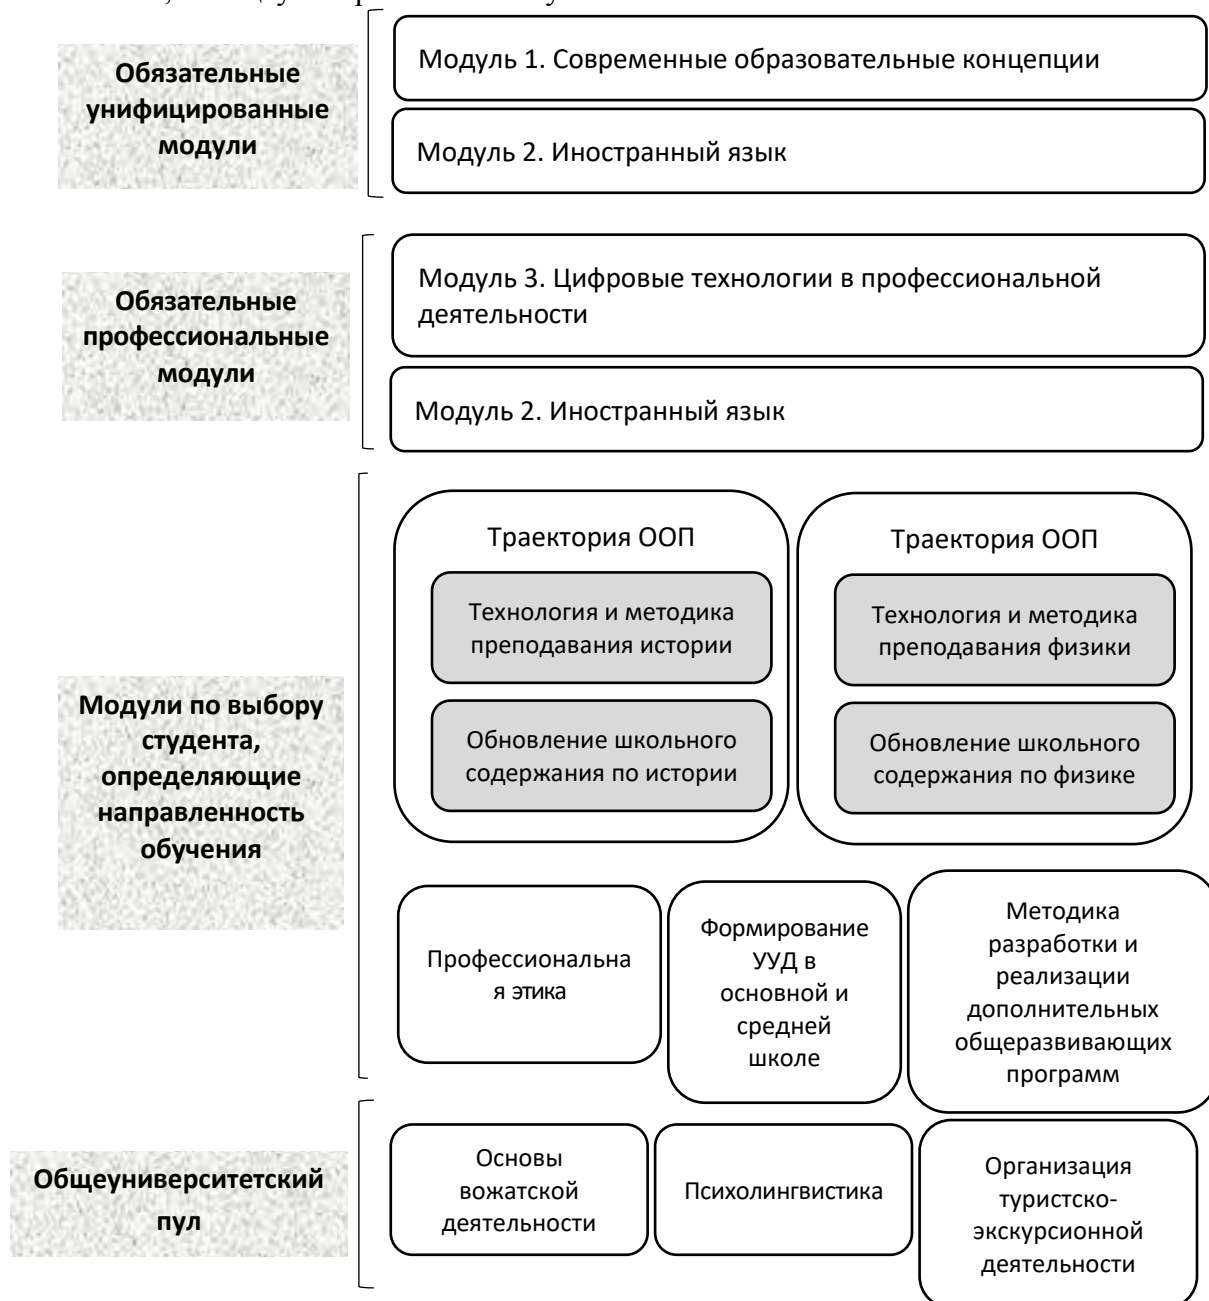 Обязательные
унифицированные
модули
Модуль 1. Современные образовательные концепции
Модуль 2. Иностранный язык
Обязательные
профессиональные
модули
Модуль 3. Цифровые технологии в профессиональной
деятельности
Модуль 2. Иностранный язык
Модули по выбору
студента,
определяющие
направленность
обучения
Траектория ООП
Технология и методика
преподавания истории
Обновление школьного
содержания по истории
Траектория ООП
Технология и методика
преподавания физики
Обновление школьного
содержания по физике
Профессиональна
я этика
Формирование
УУД в
основной и
средней
школе
Методика
разработки и
реализации
дополнительных
общеразвивающих
программ
Общеуниверситетский
пул
Основы
вожатской
деятельности
Психолингвистика
Организация
туристско-
экскурсионной
деятельности